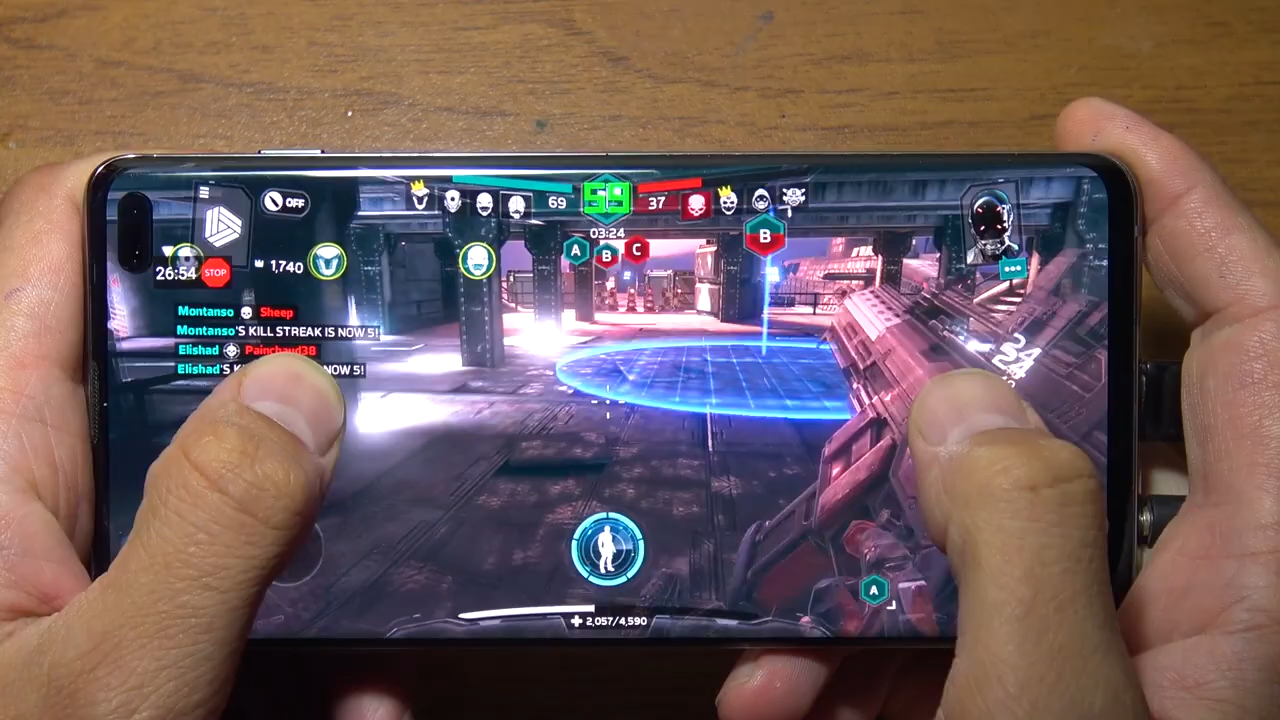 OFF
69
59
37
03:24
A
B
C
B
26:54
STOP
1,740
Montanso Sheep
Montanso'S KILL STREAK IS NOW 5!
Elishad Painchaud38
Elishad'S NOW 5!
24
24
A
2,057/4,590